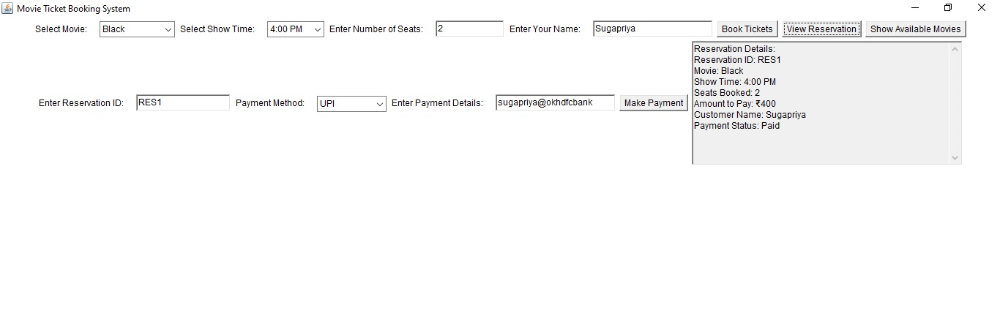 Movie Ticket Booking System
Select Movie: Black Select Show Time: 4:00 PM Enter Number of Seats: 2 Enter Your Name: Sugapriya Book Tickets View Reservation Show Available Movies
Reservation Details:
Reservation ID: RES1
Movie: Black
Show Time: 4:00 PM
Seats Booked: 2
Amount to Pay: ₹400
Customer Name: Sugapriya
Payment Status: Paid
Enter Reservation ID: RES1 Payment Method: UPI Enter Payment Details: sugapriya@okhdfcbank Make Payment